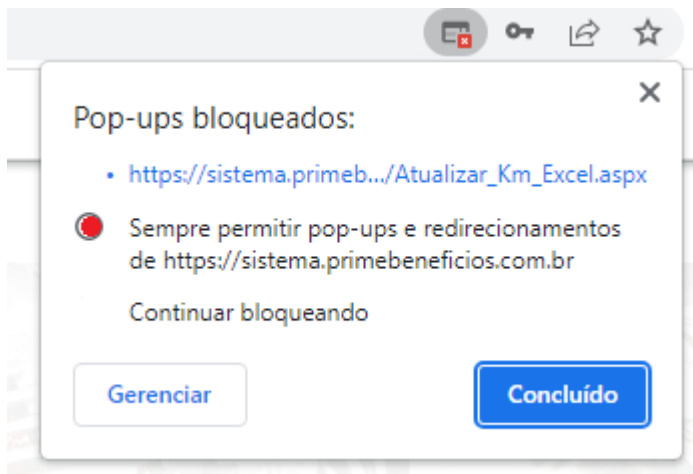 Pop-ups bloqueados:
• https://sistema.primeb.../Atualizar_Km_Excel.aspx
Sempre permitir pop-ups e redirecionamentos
de https://sistema.primebeneficios.com.br
Continuar bloqueando
Gerenciar
Concluído